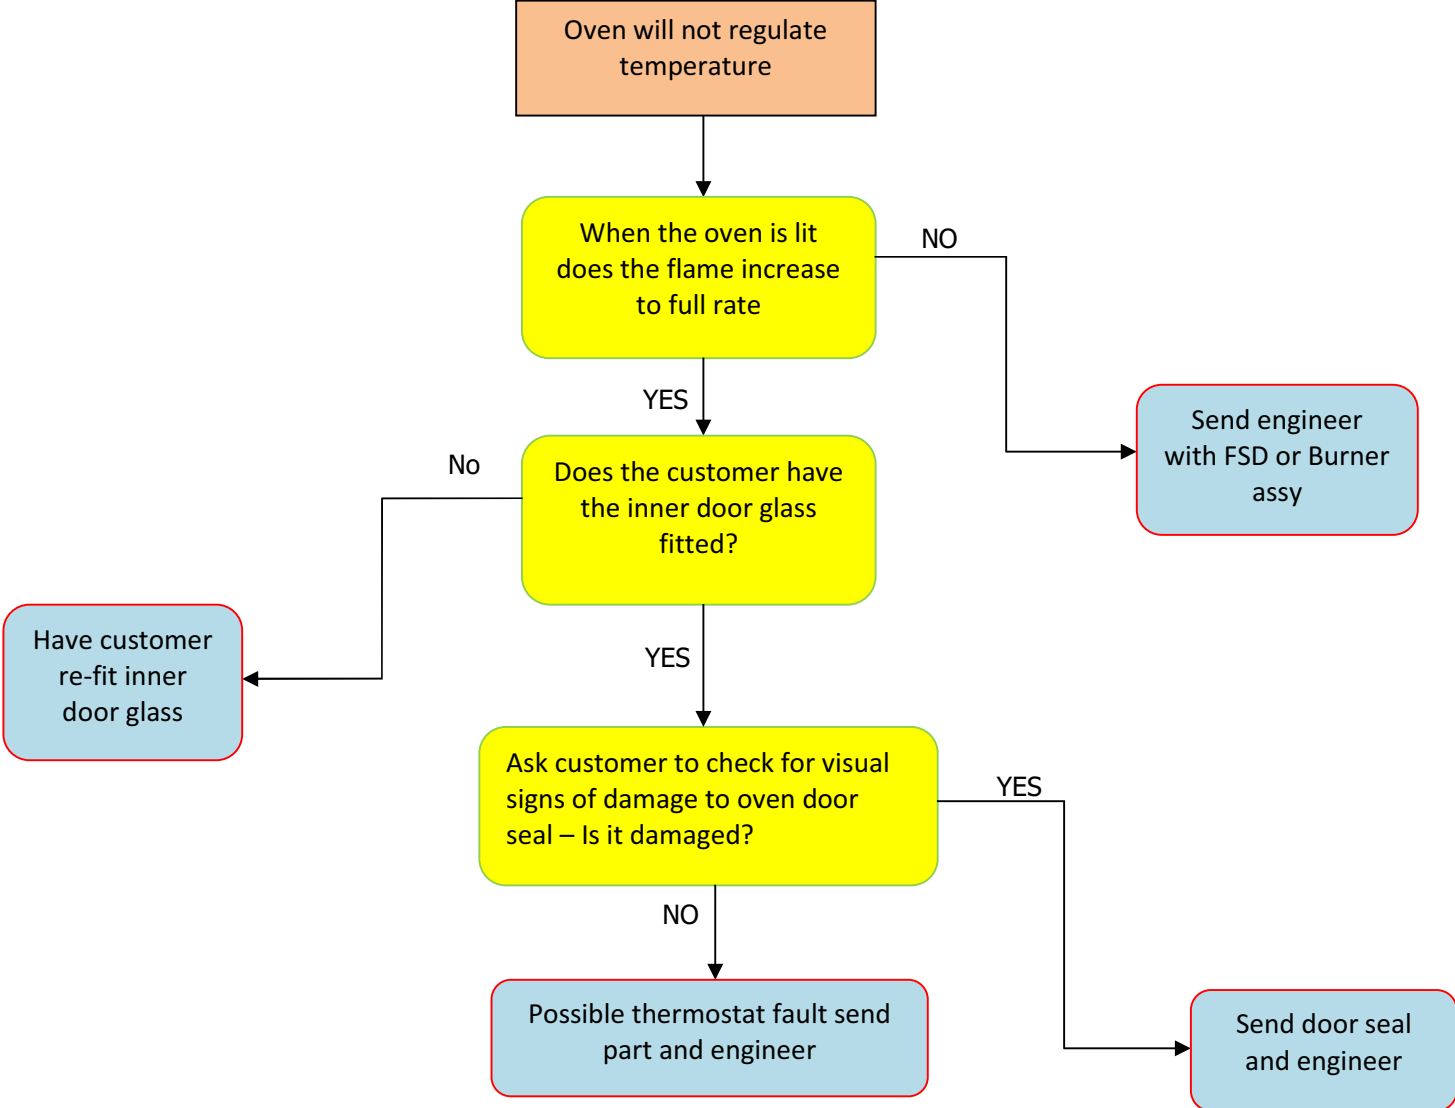 Oven will not regulate
temperature
When the oven is lit
does the flame increase
to full rate
NO
YES
Send engineer
with FSD or Burner
assy
No
Does the customer have
the inner door glass
fitted?
Have customer
re-fit inner
door glass
YES
Ask customer to check for visual
signs of damage to oven door
seal – Is it damaged?
YES
NO
Possible thermostat fault send
part and engineer
Send door seal
and engineer